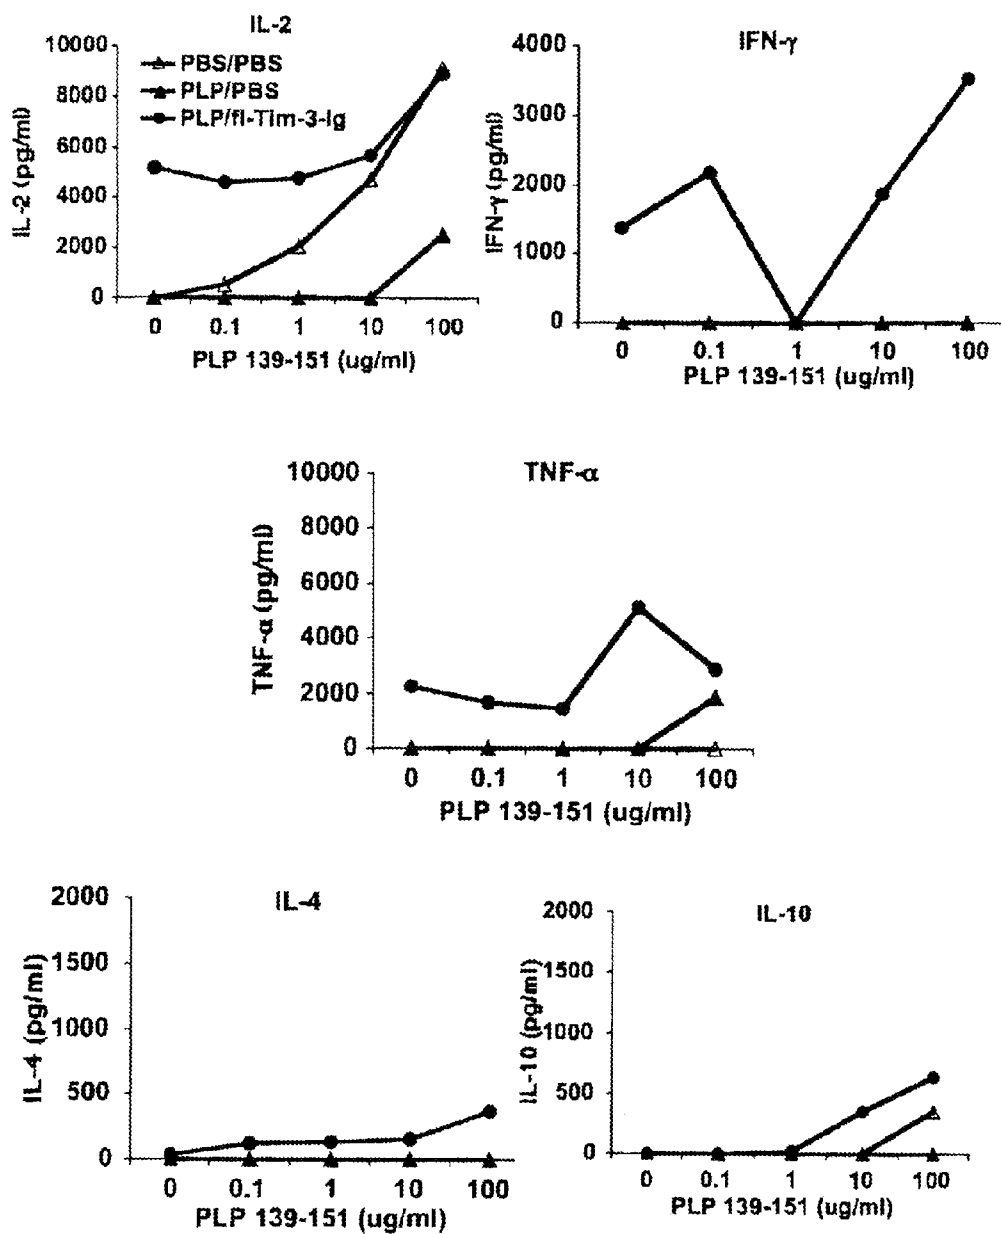 IL-2
10000
8000
6000
4000
2000
0
IL-2 (pg/ml)
PBS/PBS
PLP/PBS
PLP/fl-Tim-3-Ig
0 0.1 1 10 100
PLP 139-151 (ug/ml)
IFN-γ
4000
3000
2000
1000
0
IFN-γ (pg/ml)
0 0.1 1 10 100
PLP 139-151 (ug/ml)
TNF-α
10000
8000
6000
4000
2000
0
TNF-α (pg/ml)
0 0.1 1 10 100
PLP 139-151 (ug/ml)
IL-4
2000
1500
1000
500
0
IL-4 (pg/ml)
0 0.1 1 10 100
PLP 139-151 (ug/ml)
IL-10
2000
1500
1000
500
0
IL-10 (pg/ml)
0 0.1 1 10 100
PLP 139-151 (ug/ml)